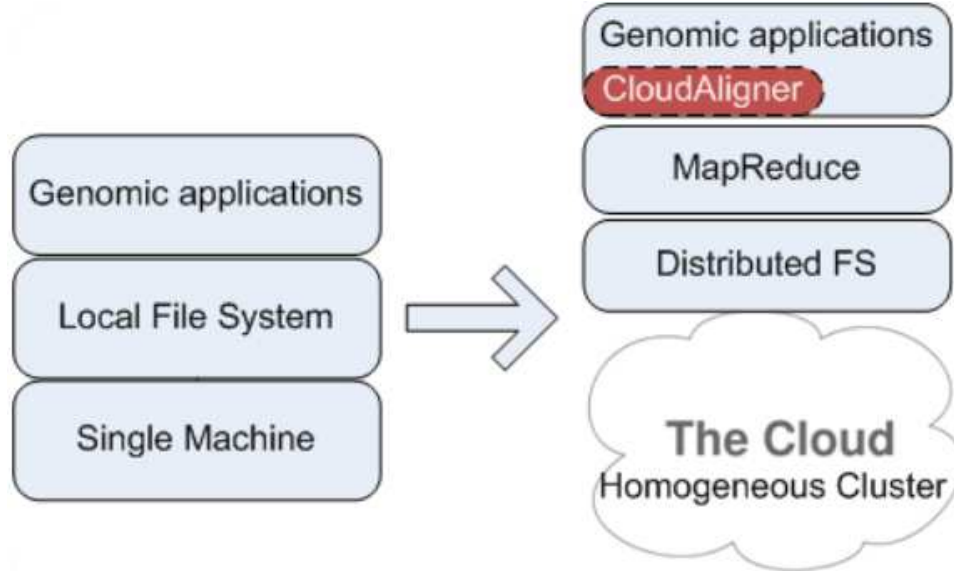 Genomic applications
Local File System
Single Machine
Genomic applications
CloudAligner
MapReduce
Distributed FS
The Cloud
Homogeneous Cluster